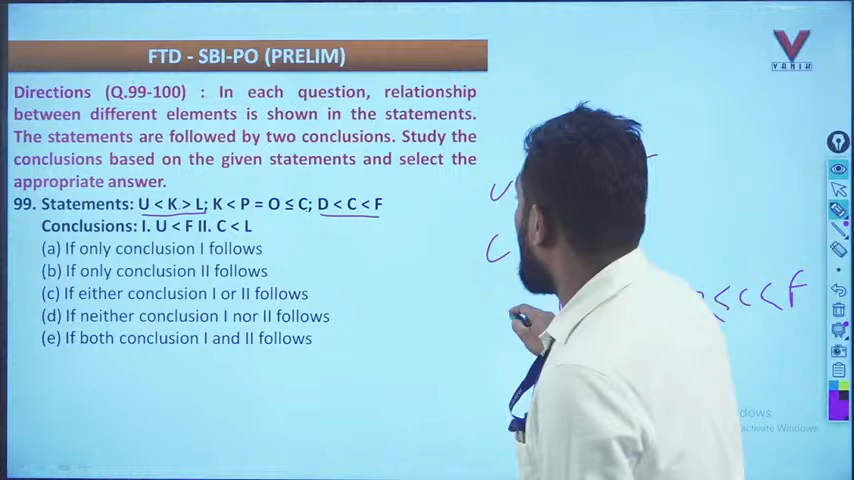 FTD - SBI-PO (PRELIM)
VANIK
Directions (Q.99-100) : In each question, relationship
between different elements is shown in the statements.
The statements are followed by two conclusions. Study the
conclusions based on the given statements and select the
appropriate answer.
99. Statements: U < K > L; K < P = O ≤ C; D < C < F
Conclusions: I. U < F II. C < L
(a) If only conclusion I follows
(b) If only conclusion II follows
(c) If either conclusion I or II follows
(d) If neither conclusion I nor II follows
(e) If both conclusion I and II follows
U
C
< C < F
dows
activate Windows.